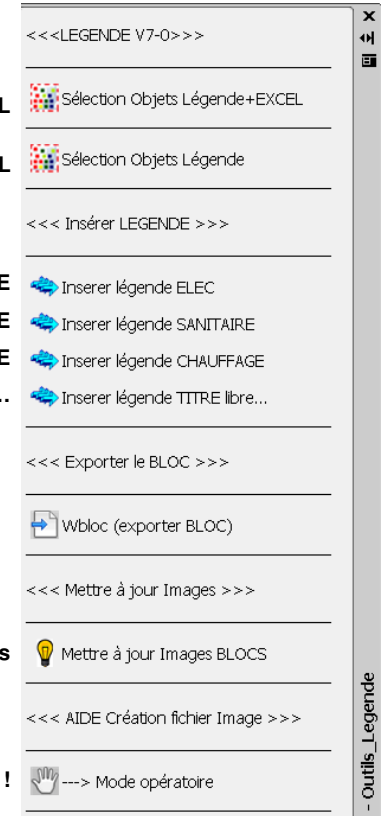 <<<LEGENDE V7-0>>>
L Sélection Objets Légende+EXCEL
L Sélection Objets Légende
<<< Insérer LEGENDE >>>
E Inserer légende ELEC
E Inserer légende SANITAIRE
E Inserer légende CHAUFFAGE
.. Inserer légende TITRE libre...
<<< Exporter le BLOC >>>
Wbloc (exporter BLOC)
<<< Mettre à jour Images >>>
s Mettre à jour Images BLOCS
<<< AIDE Création fichier Image >>>
! ---> Mode opératoire
- Outils_Legende